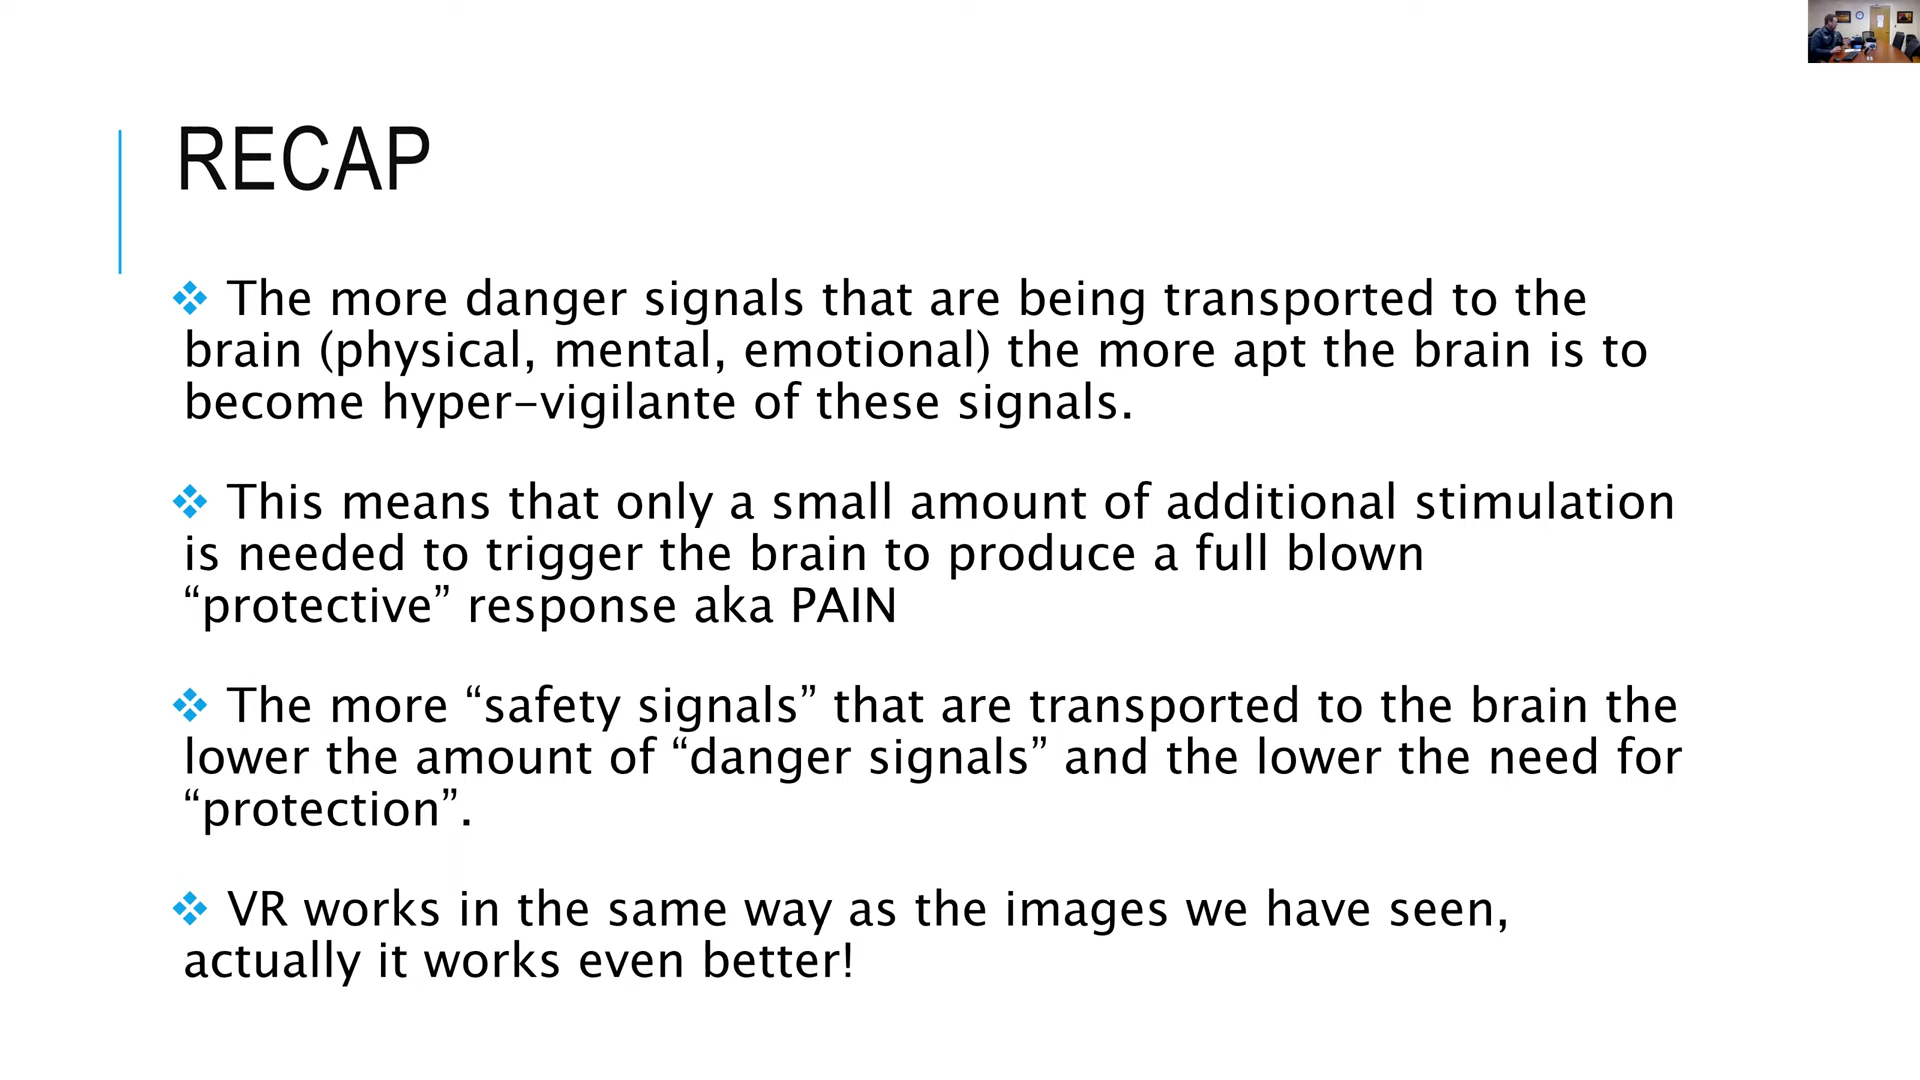 RECAP
❖ The more danger signals that are being transported to the
brain (physical, mental, emotional) the more apt the brain is to
become hyper-vigilante of these signals.
❖ This means that only a small amount of additional stimulation
is needed to trigger the brain to produce a full blown
“protective” response aka PAIN
❖ The more “safety signals” that are transported to the brain the
lower the amount of “danger signals” and the lower the need for
“protection”.
❖ VR works in the same way as the images we have seen,
actually it works even better!